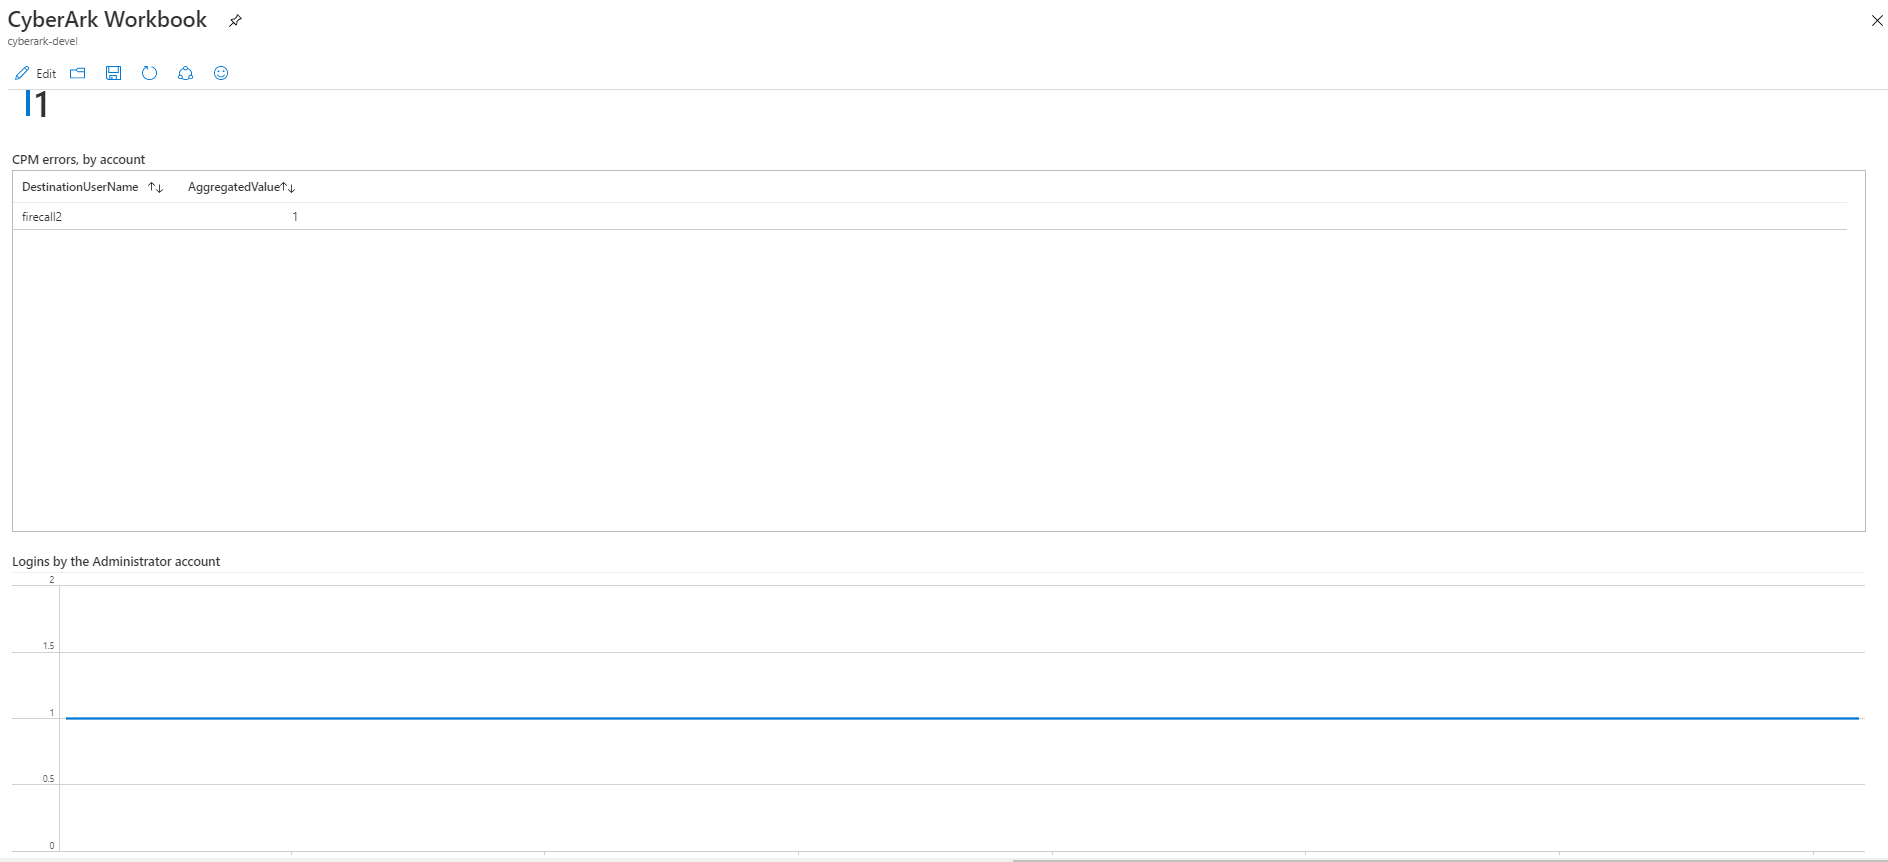 CyberArk Workbook
cyberark-devel
Edit
1
CPM errors, by account
DestinationUserName AggregatedValue
firecall2 1
Logins by the Administrator account
2
1.5
1
0.5
0